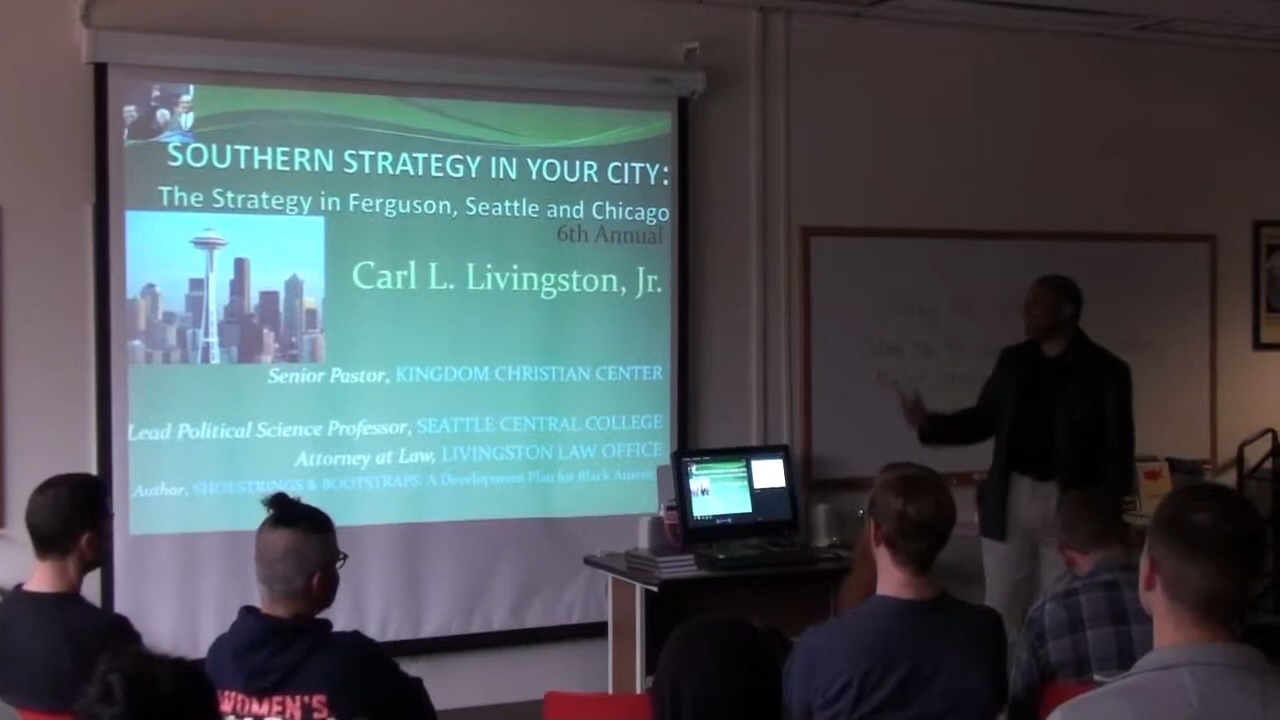 SOUTHERN STRATEGY IN YOUR CITY:
The Strategy in Ferguson, Seattle and Chicago
6th Annual
Carl L. Livingston, Jr.
Senior Pastor, KINGDOM CHRISTIAN CENTER
Lead Political Science Professor, SEATTLE CENTRAL COLLEGE
Attorney at Law, LIVINGSTON LAW OFFICE
Author, SHOESTRINGS & BOOTSTRAPS: A Development Plan for Black America
WOMEN'S